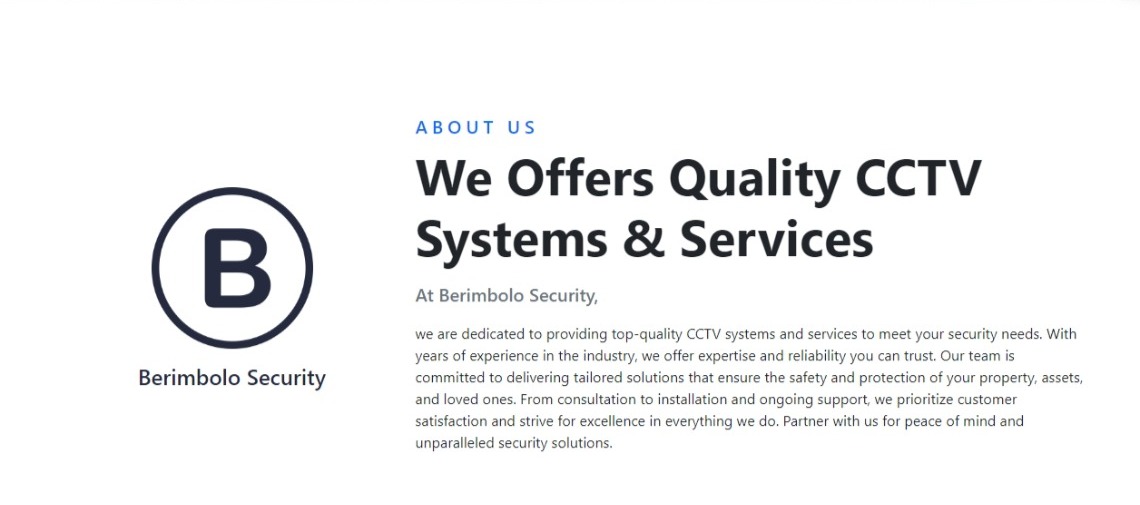 ABOUT US
We Offers Quality CCTV
Systems & Services
At Berimbolo Security,
we are dedicated to providing top-quality CCTV systems and services to meet your security needs. With
years of experience in the industry, we offer expertise and reliability you can trust. Our team is
committed to delivering tailored solutions that ensure the safety and protection of your property, assets,
and loved ones. From consultation to installation and ongoing support, we prioritize customer
satisfaction and strive for excellence in everything we do. Partner with us for peace of mind and
unparalleled security solutions.
B
Berimbolo Security